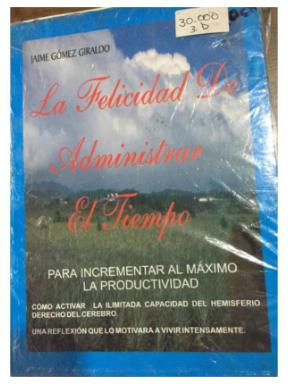 30.000
3.D
JAIME GÓMEZ GIRALDO
La Felicidad De
Administrar
El Tiempo
PARA INCREMENTAR AL MÁXIMO
LA PRODUCTIVIDAD
COMO ACTIVAR LA ILIMITADA CAPACIDAD DEL HEMISFERIO
DERECHO DEL CEREBRO.
UNA REFLEXIÓN QUE LO MOTIVARA A VIVIR INTENSAMENTE.